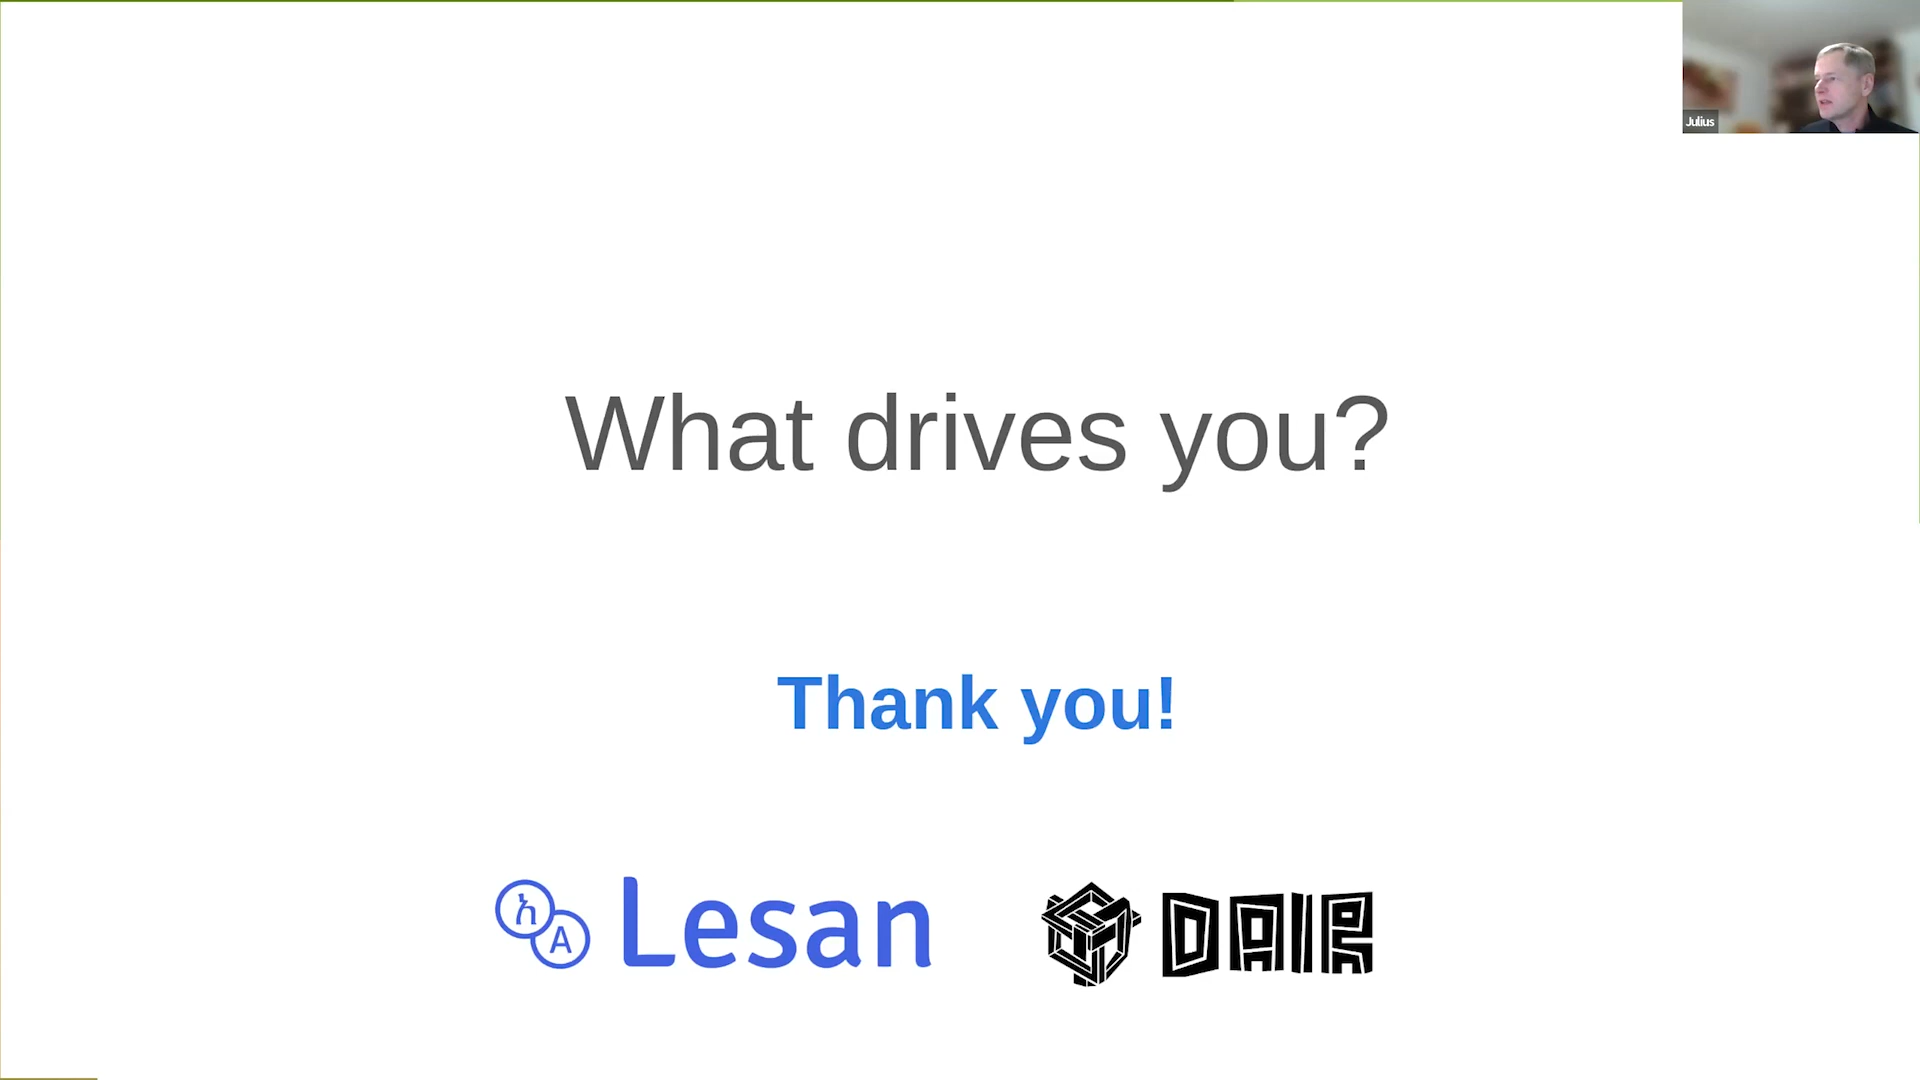 Julius
What drives you?
Thank you!
አ
A
Lesan
DAIR